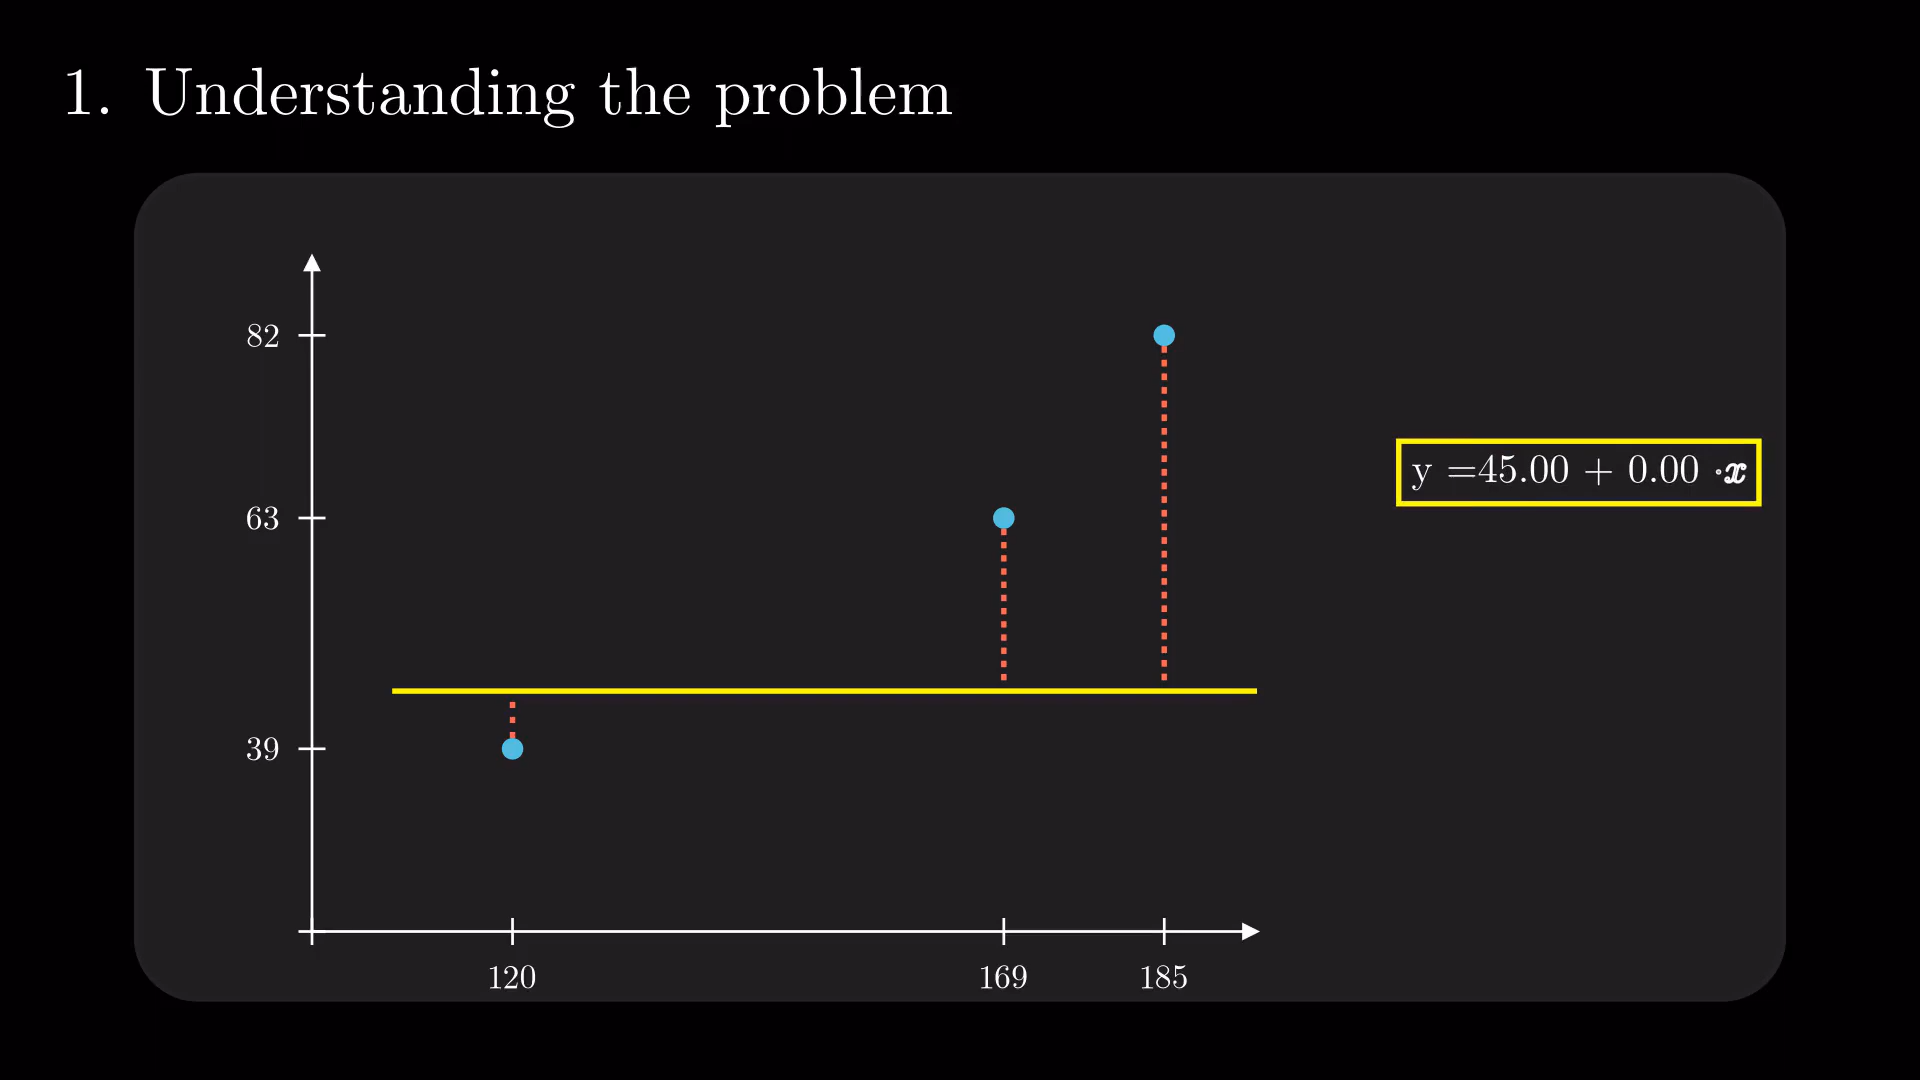 1. Understanding the problem
82
63
y =45.00 + 0.00 ·x
39
120 169 185